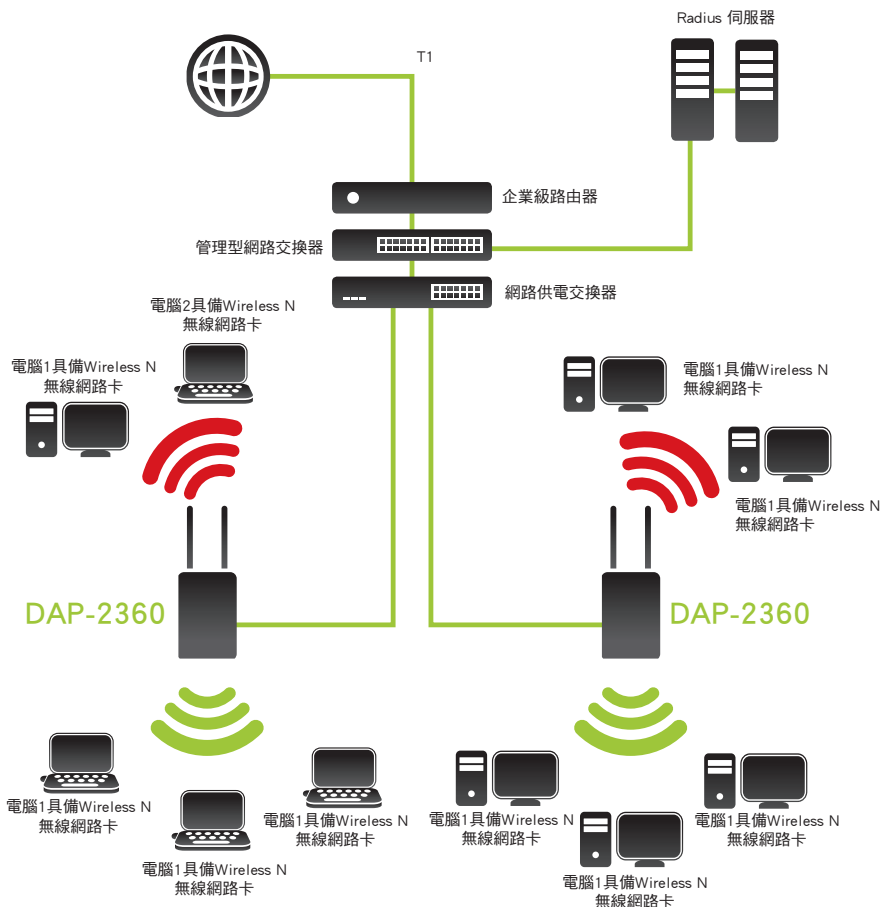 Radius 伺服器
T1
企業級路由器
管理型網路交換器
網路供電交換器
電腦2具備Wireless N
無線網路卡
電腦1具備Wireless N
無線網路卡
電腦1具備Wireless N
無線網路卡
電腦1具備Wireless N
無線網路卡
DAP-2360
DAP-2360
電腦1具備Wireless N
無線網路卡
電腦1具備Wireless N
無線網路卡
電腦1具備Wireless N
無線網路卡
電腦1具備Wireless N
無線網路卡
電腦1具備Wireless N
無線網路卡
電腦1具備Wireless N
無線網路卡